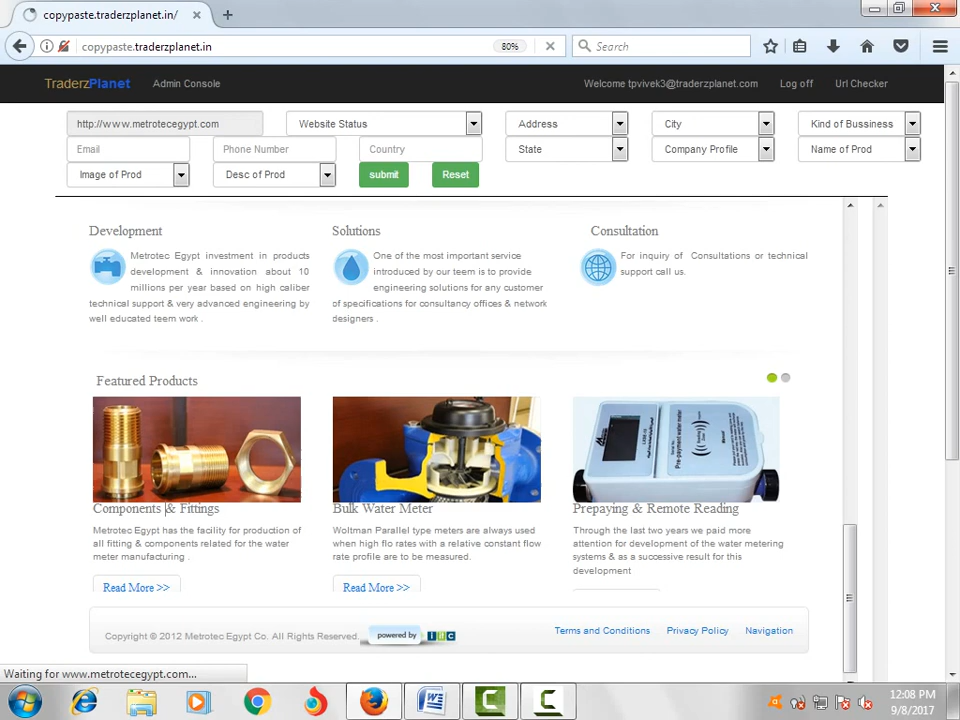 copypaste.traderzplanet.in/
copypaste.traderzplanet.in
80%
Search
TraderzPlanet
Admin Console
Welcome tpvivek3@traderzplanet.com
Log off
Url Checker
http://www.metrotecegypt.com
Website Status
Address
City
Kind of Bussiness
Email
Phone Number
Country
State
Company Profile
Name of Prod
Image of Prod
Desc of Prod
submit
Reset
Development
Metrotec Egypt investment in products
development & innovation about 10
millions per year based on high caliber
technical support & very advanced engineering by
well educated teem work .
Solutions
One of the most important service
introduced by our teem is to provide
engineering solutions for any customer
of specifications for consultancy offices & network
designers .
Consultation
For inquiry of Consultations or technical
support call us.
Featured Products
Components & Fittings
Metrotec Egypt has the facility for production of
all fitting & components related for the water
meter manufacturing .
Read More >>
Bulk Water Meter
Woltman Parallel type meters are always used
when high flo rates with a relative constant flow
rate profile are to be measured.
Read More >>
Pre-payment water meter
Prepaying & Remote Reading
Through the last two years we paid more
attention for development of the water metering
systems & as a successive result for this
development
Copyright © 2012 Metrotec Egypt Co. All Rights Reserved.
powered by
Terms and Conditions
Privacy Policy
Navigation
Waiting for www.metrotecegypt.com...
12:08 PM
9/8/2017